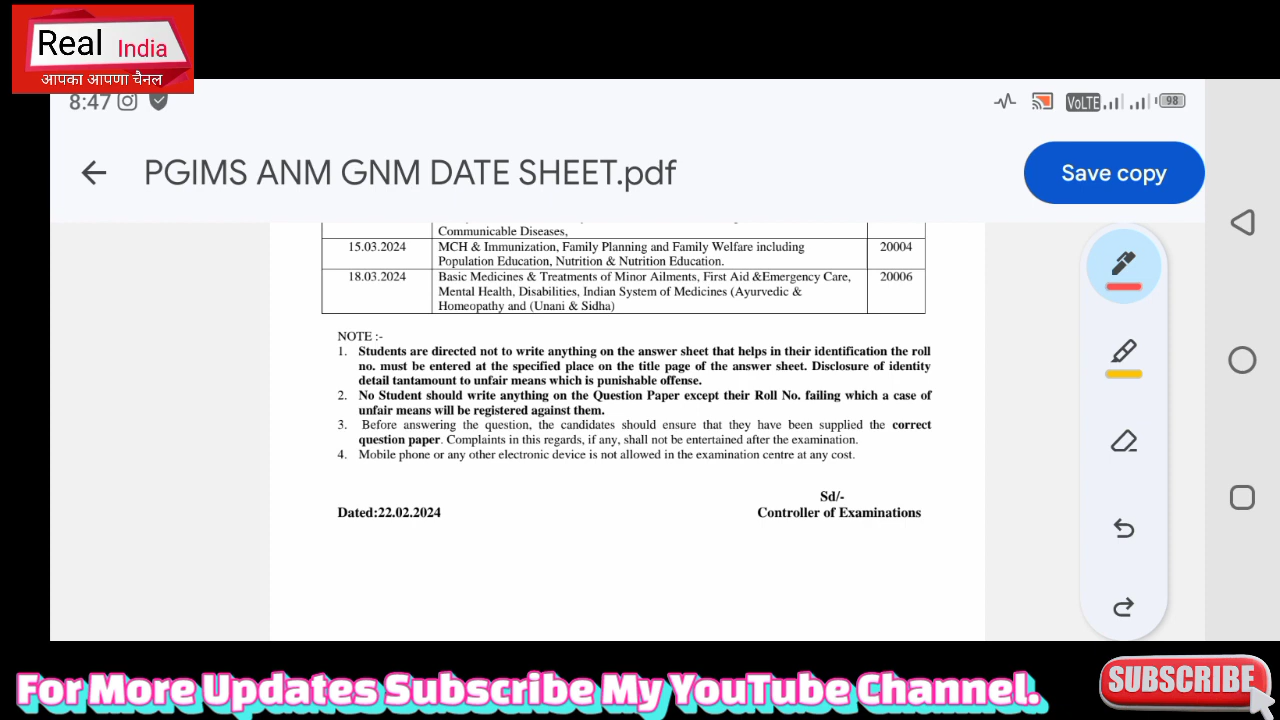 Real India
आपका आपणा चैनल
8:47
VoLTE 98
PGIMS ANM GNM DATE SHEET.pdf
Save copy
Communicable Diseases,
15.03.2024 MCH & Immunization, Family Planning and Family Welfare including 20004
Population Education, Nutrition & Nutrition Education.
18.03.2024 Basic Medicines & Treatments of Minor Ailments, First Aid &Emergency Care, 20006
Mental Health, Disabilities, Indian System of Medicines (Ayurvedic &
Homeopathy and (Unani & Sidha)
NOTE :-
1. Students are directed not to write anything on the answer sheet that helps in their identification the roll
no. must be entered at the specified place on the title page of the answer sheet. Disclosure of identity
detail tantamount to unfair means which is punishable offense.
2. No Student should write anything on the Question Paper except their Roll No. failing which a case of
unfair means will be registered against them.
3. Before answering the question, the candidates should ensure that they have been supplied the correct
question paper. Complaints in this regards, if any, shall not be entertained after the examination.
4. Mobile phone or any other electronic device is not allowed in the examination centre at any cost.
Sd/-
Dated:22.02.2024 Controller of Examinations
For More Updates Subscribe My YouTube Channel.
SUBSCRIBE